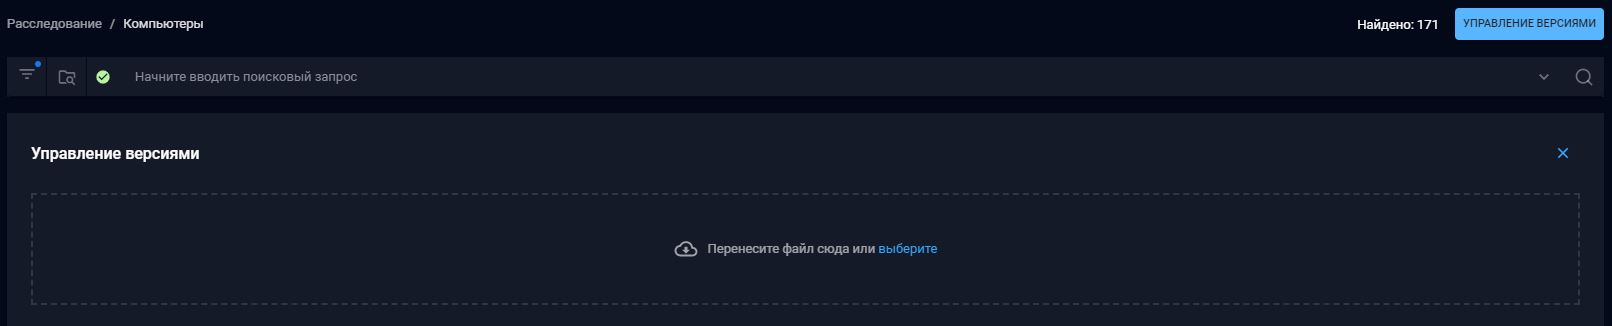 Расследование / Компьютеры
Найдено: 171
УПРАВЛЕНИЕ ВЕРСИЯМИ
Начните вводить поисковый запрос
Управление версиями
Перенесите файл сюда или выберите